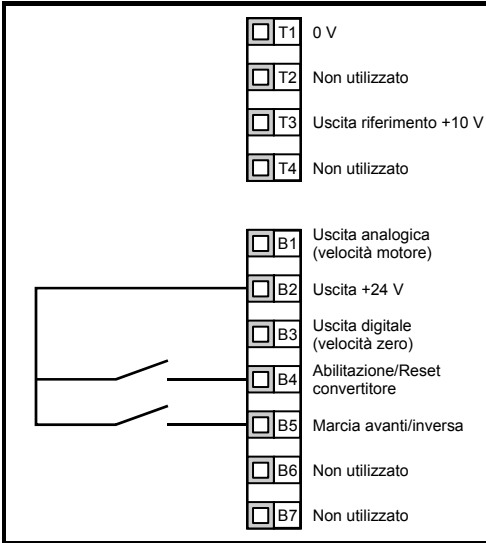 T1 0 V
T2 Non utilizzato
T3 Uscita riferimento +10 V
T4 Non utilizzato
B1 Uscita analogica
(velocità motore)
B2 Uscita +24 V
B3 Uscita digitale
(velocità zero)
B4 Abilitazione/Reset
convertitore
B5 Marcia avanti/inversa
B6 Non utilizzato
B7 Non utilizzato